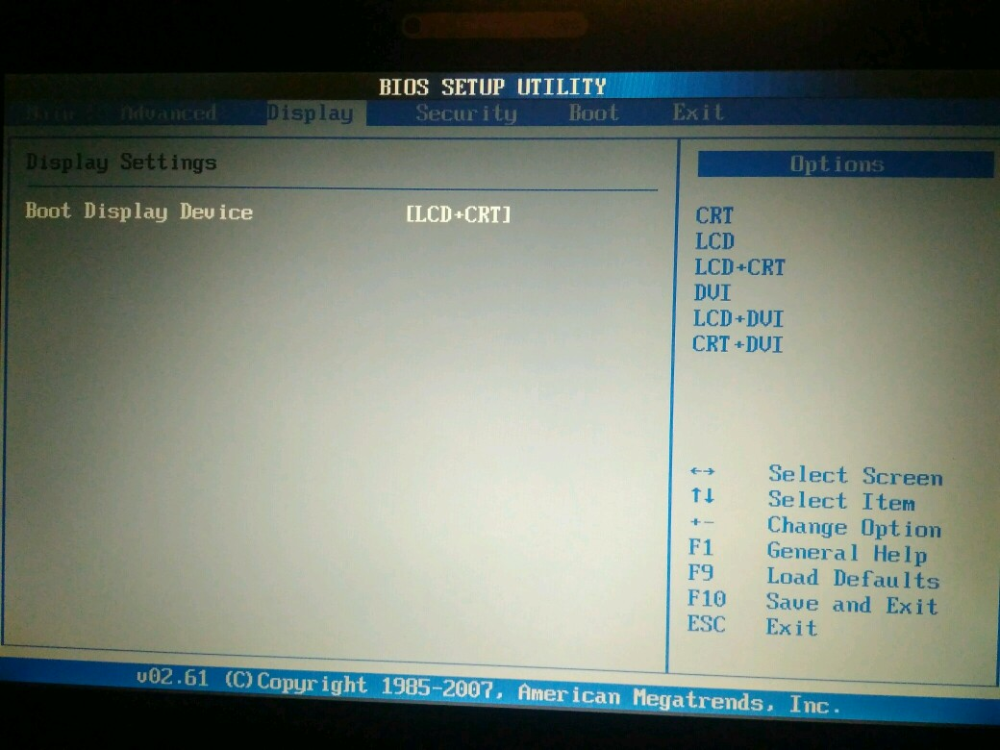 BIOS SETUP UTILITY
Main Advanced Display Security Boot Exit
Display Settings
Boot Display Device [LCD+CRT]
Options
CRT
LCD
LCD+CRT
DVI
LCD+DVI
CRT+DVI
←→ Select Screen
↑↓ Select Item
+- Change Option
F1 General Help
F9 Load Defaults
F10 Save and Exit
ESC Exit
v02.61 (C)Copyright 1985-2007, American Megatrends, Inc.